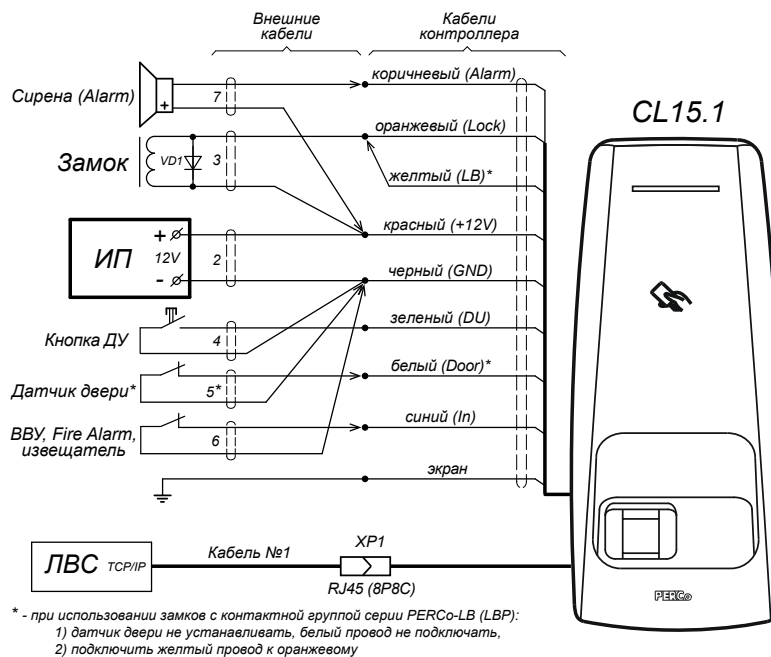 Внешние кабели
Кабели контроллера
CL15.1
Сирена (Alarm)
+
7
коричневый (Alarm)
Замок
VD1
3
оранжевый (Lock)
желтый (LB)*
ИП
+
12V
-
2
красный (+12V)
черный (GND)
Кнопка ДУ
4
зеленый (DU)
Датчик двери*
5*
белый (Door)*
ВВУ, Fire Alarm,
извещатель
6
синий (In)
экран
ЛВС TCP/IP
Кабель №1
XP1
RJ45 (8P8C)
PERCo
* - при использовании замков с контактной группой серии PERCo-LB (LBP):
1) датчик двери не устанавливать, белый провод не подключать,
2) подключить желтый провод к оранжевому